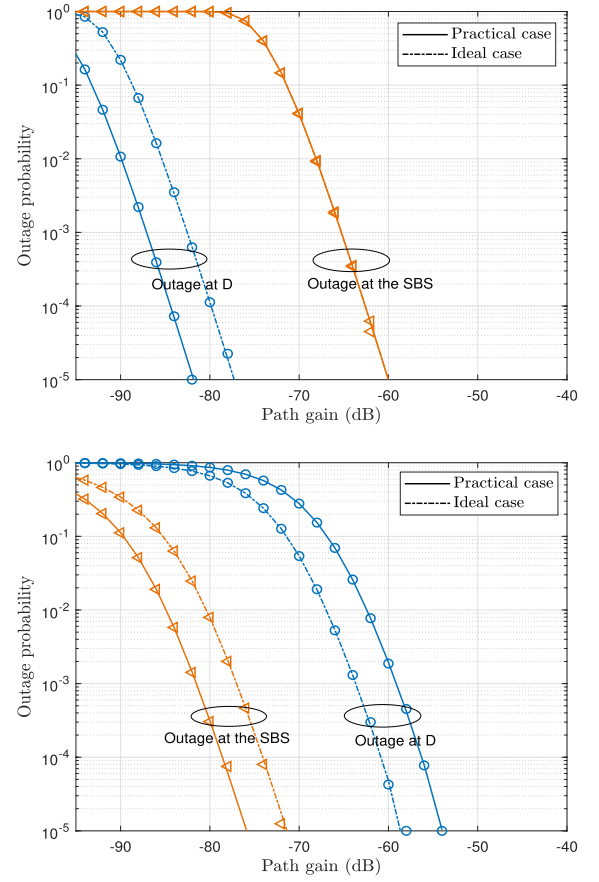 10^0
10^-1
10^-2
10^-3
10^-4
10^-5
Outage probability
Practical case
Ideal case
Outage at D
Outage at the SBS
-90 -80 -70 -60 -50 -40
Path gain (dB)
10^0
10^-1
10^-2
10^-3
10^-4
10^-5
Outage probability
Practical case
Ideal case
Outage at the SBS
Outage at D
-90 -80 -70 -60 -50 -40
Path gain (dB)